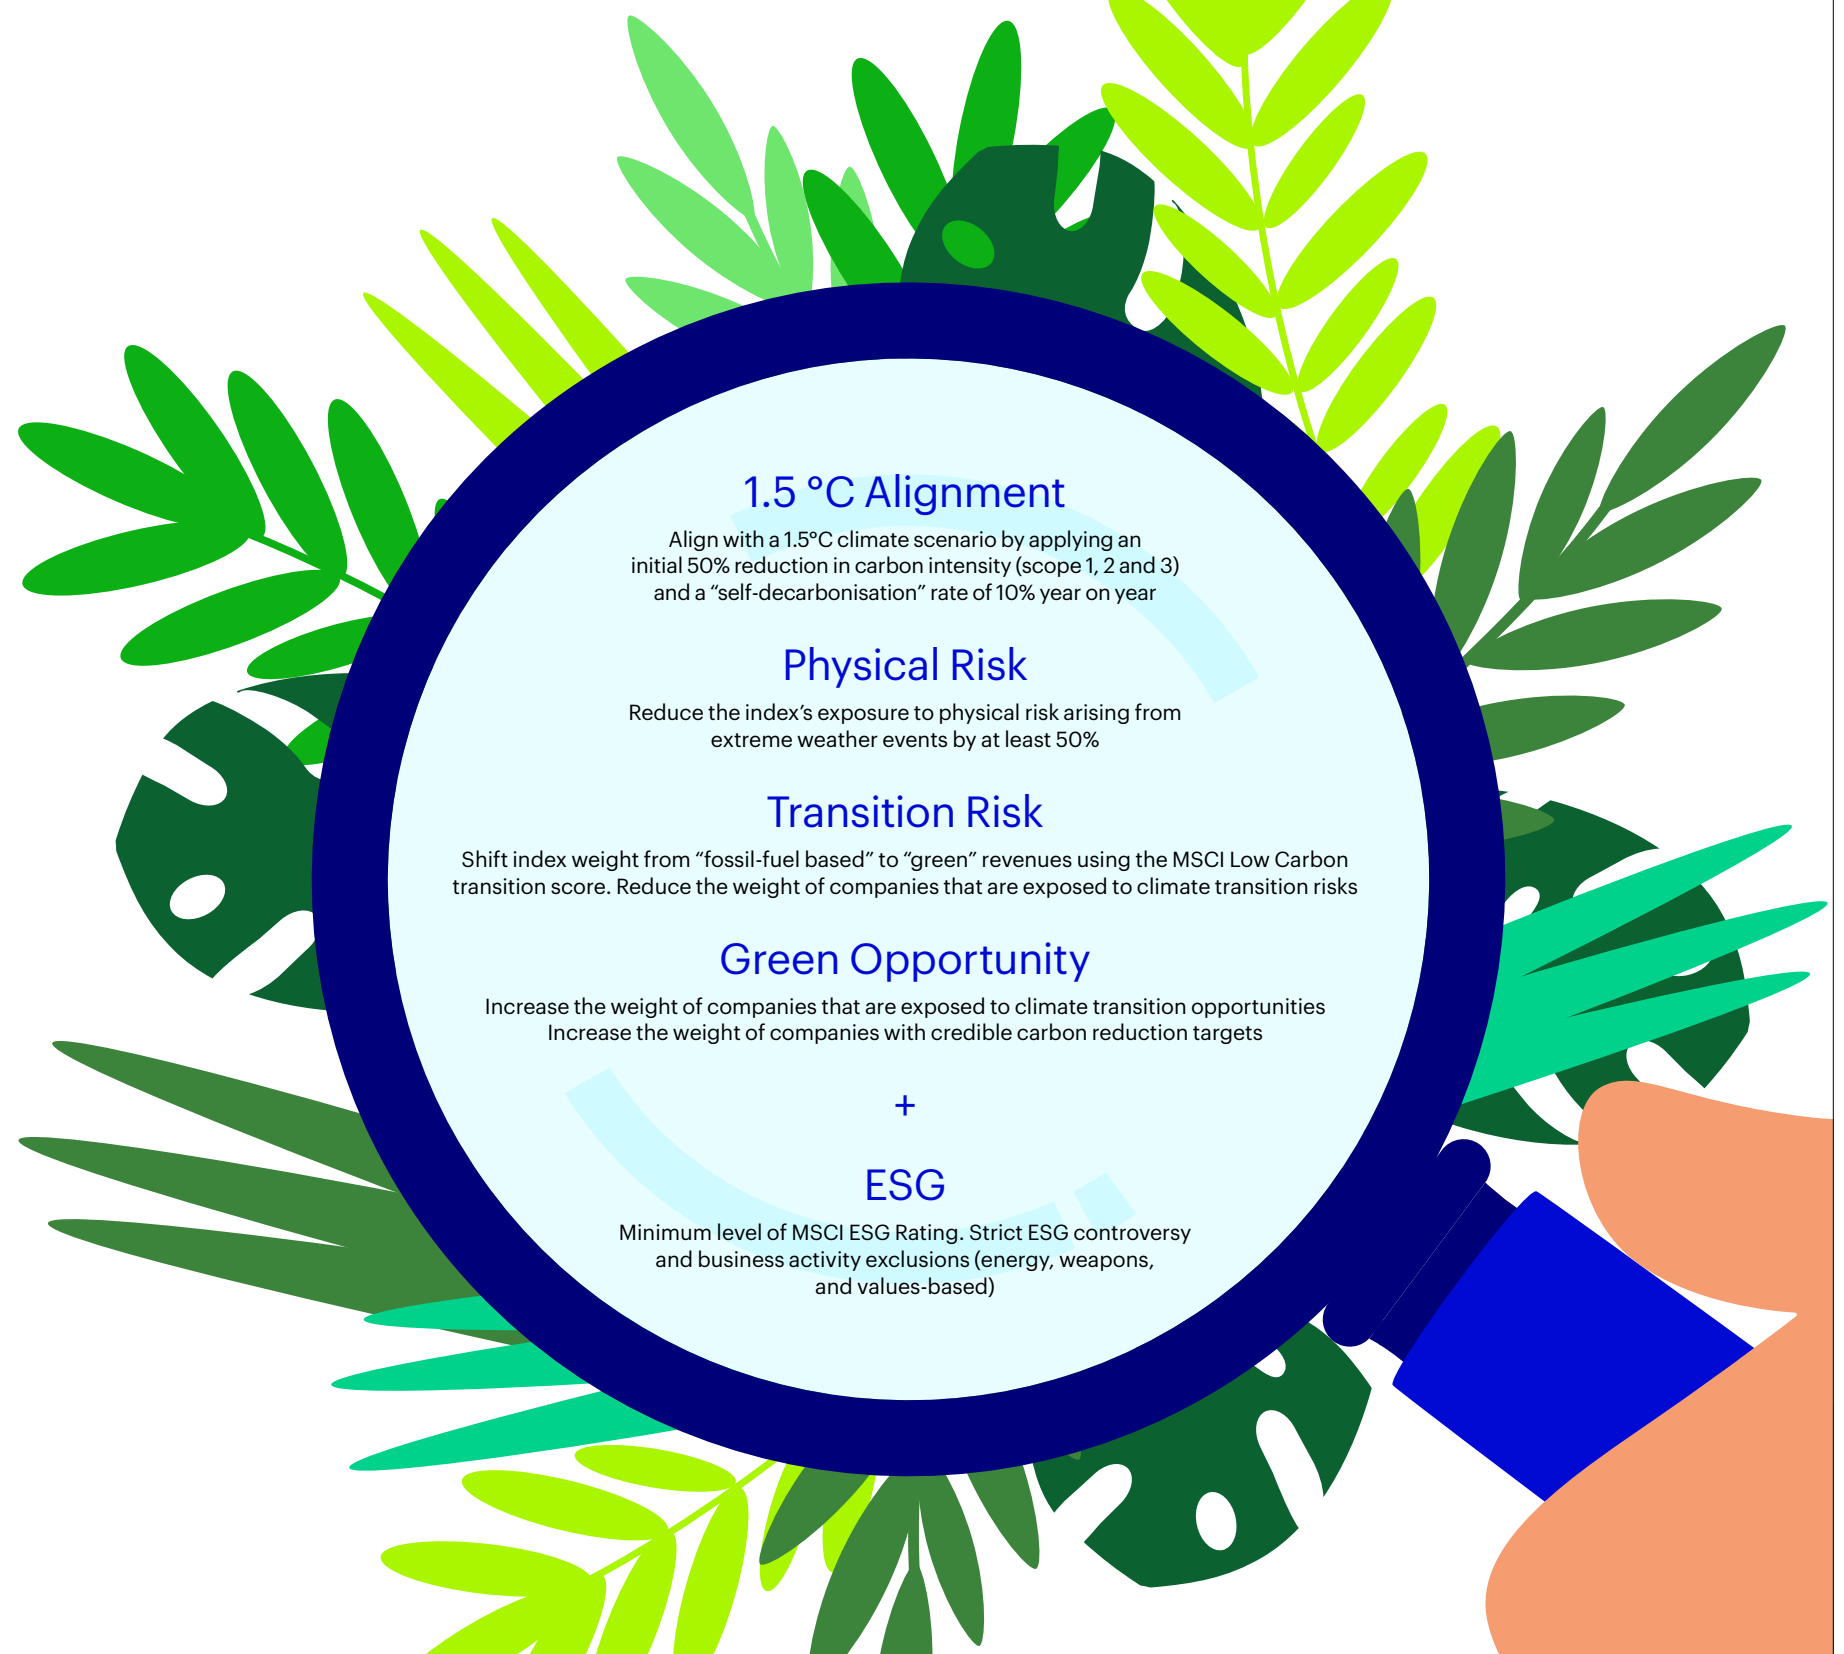 1.5 °C Alignment
Align with a 1.5°C climate scenario by applying an
initial 50% reduction in carbon intensity (scope 1, 2 and 3)
and a “self-decarbonisation” rate of 10% year on year
Physical Risk
Reduce the index’s exposure to physical risk arising from
extreme weather events by at least 50%
Transition Risk
Shift index weight from “fossil-fuel based” to “green” revenues using the MSCI Low Carbon
transition score. Reduce the weight of companies that are exposed to climate transition risks
Green Opportunity
Increase the weight of companies that are exposed to climate transition opportunities
Increase the weight of companies with credible carbon reduction targets
+
ESG
Minimum level of MSCI ESG Rating. Strict ESG controversy
and business activity exclusions (energy, weapons,
and values-based)